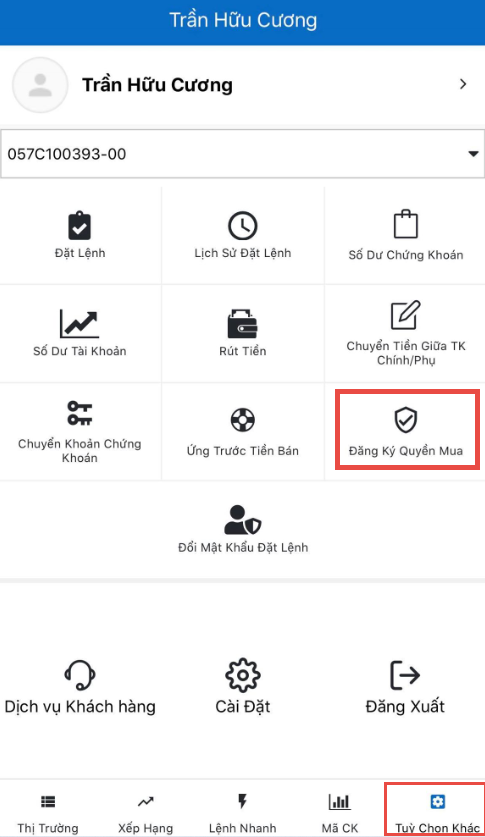 Trần Hữu Cương
Trần Hữu Cương
057C100393-00
Đặt Lệnh
Lịch Sử Đặt Lệnh
Số Dư Chứng Khoán
Số Dư Tài Khoản
Rút Tiền
Chuyển Tiền Giữa TK
Chính/Phụ
Chuyển Khoản Chứng
Khoán
Ứng Trước Tiền Bán
Đăng Ký Quyền Mua
Đổi Mật Khẩu Đặt Lệnh
Dịch vụ Khách hàng
Cài Đặt
Đăng Xuất
Thị Trường
Xếp Hạng
Lệnh Nhanh
Mã CK
Tuỳ Chọn Khác